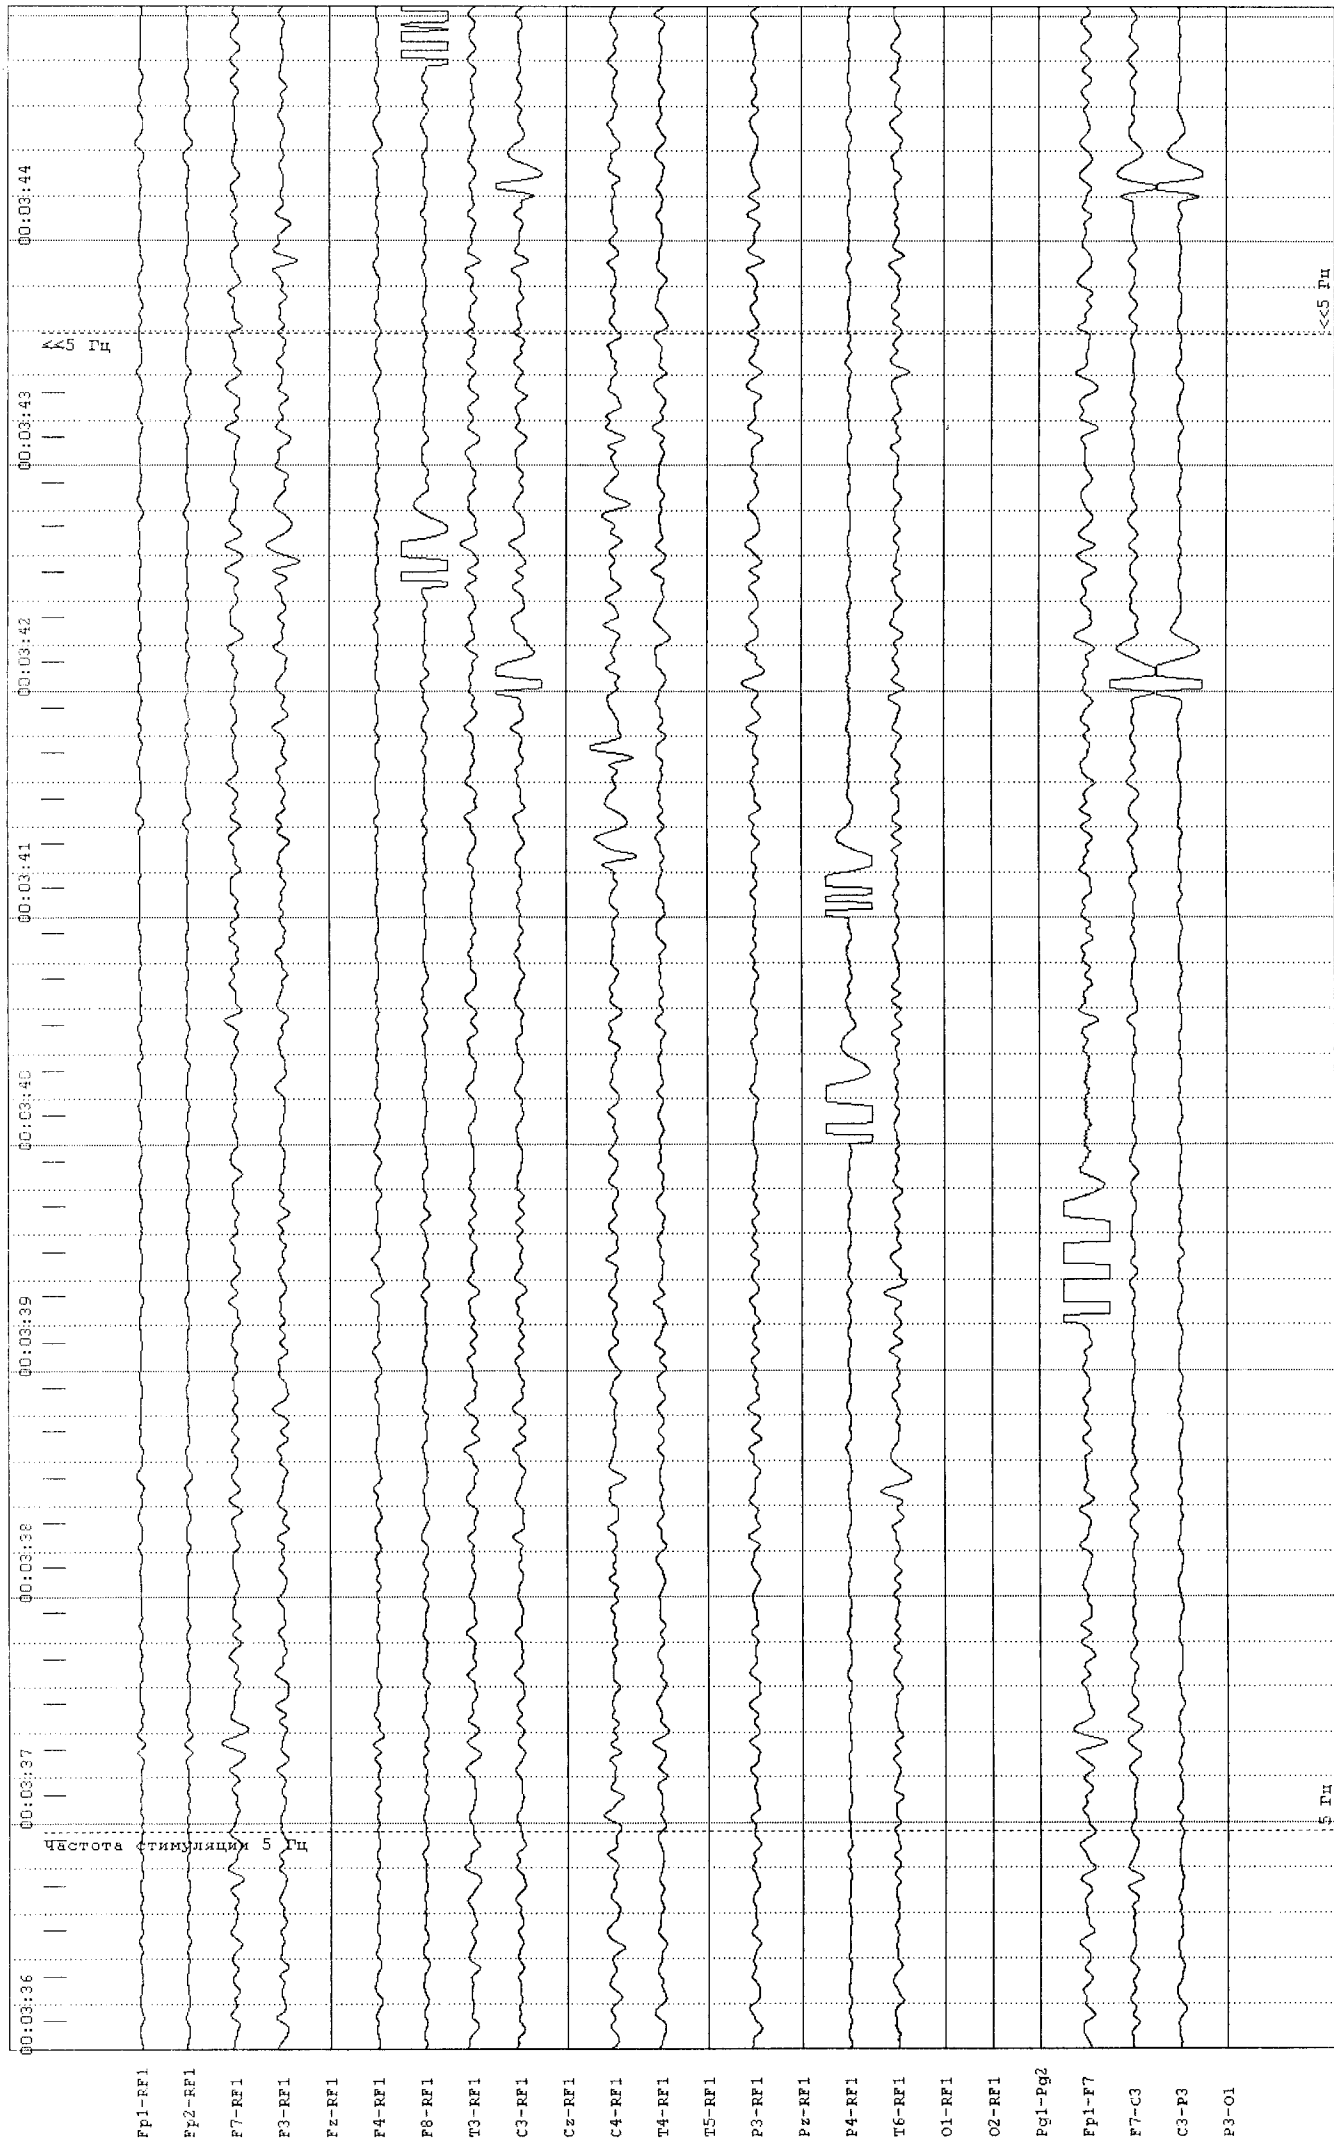 00:03:36
00:03:37
00:03:38
00:03:39
00:03:40
00:03:41
00:03:42
00:03:43
00:03:44
Частота стимуляции 5 Гц
<<5 Гц
Fp1-RF1
Fp2-RF1
F7-RF1
F3-RF1
Fz-RF1
F4-RF1
F8-RF1
T3-RF1
C3-RF1
Cz-RF1
C4-RF1
T4-RF1
T5-RF1
P3-RF1
Pz-RF1
P4-RF1
T6-RF1
O1-RF1
O2-RF1
Pg1-Pg2
Fp1-F7
F7-C3
C3-P3
P3-O1
5 Гц
<<5 Гц